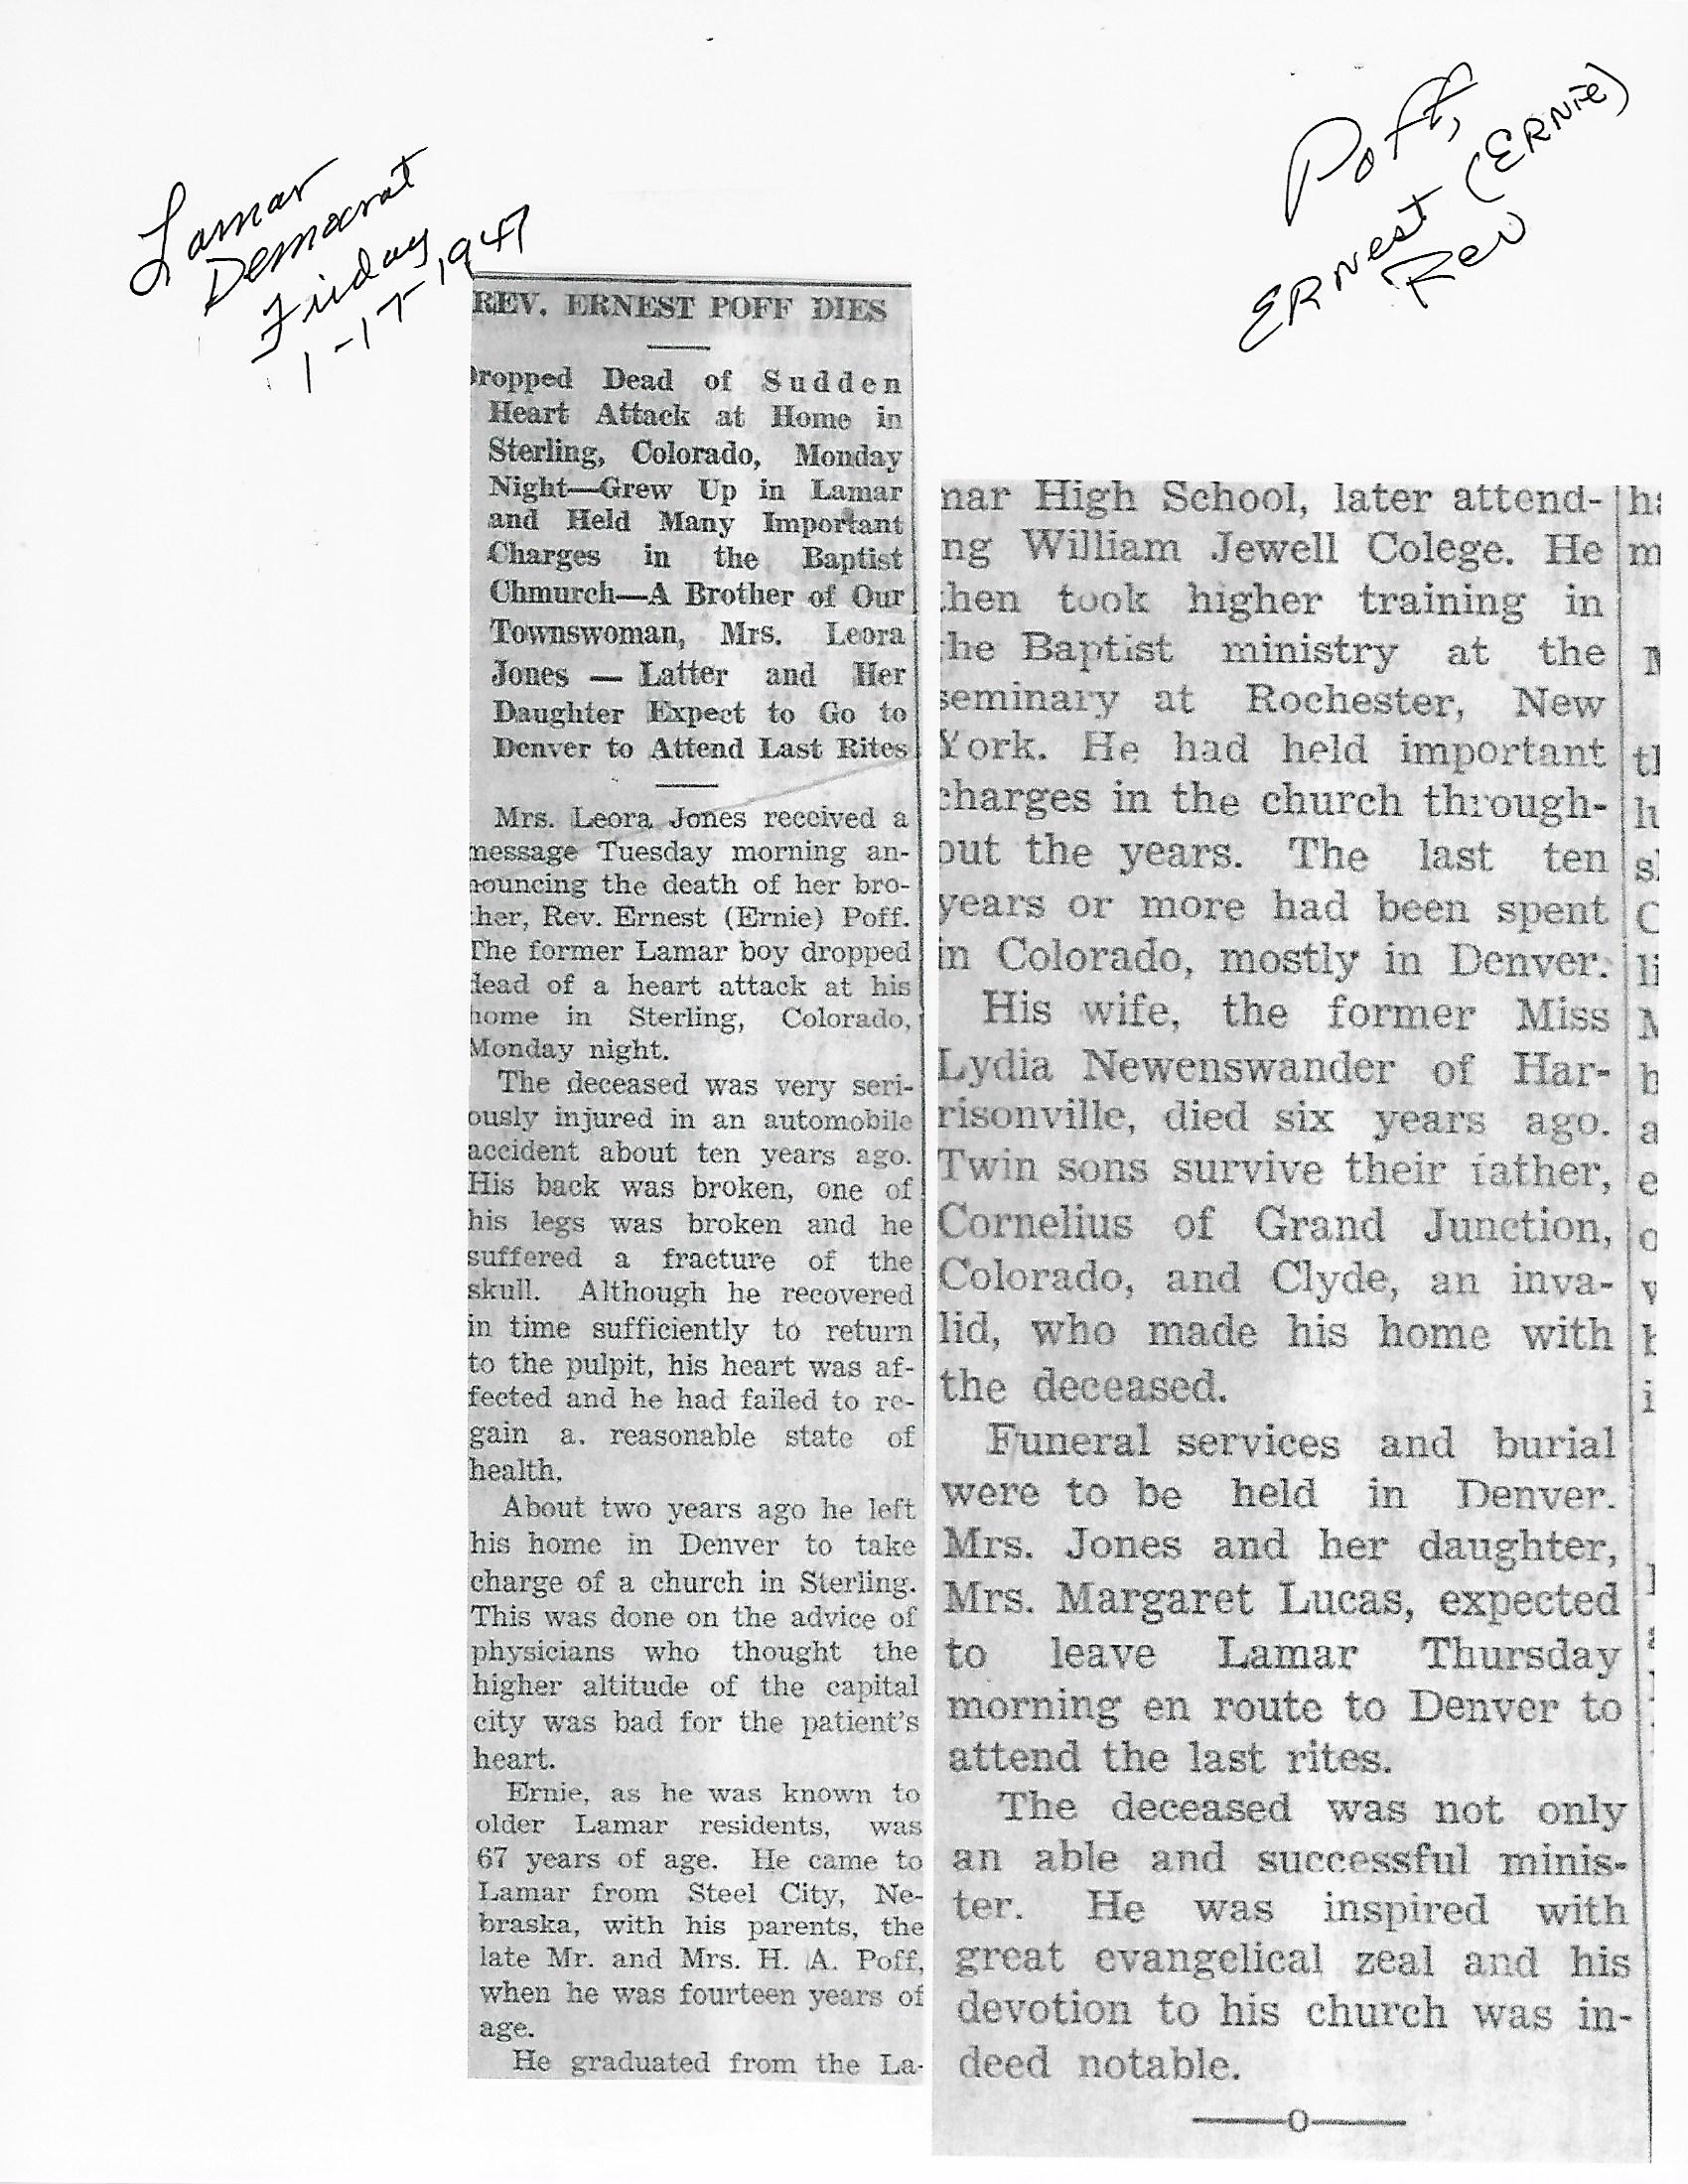 Lamar
Democrat
Friday
1-17-1947
Poff,
ERNest (ERNie)
Rev
REV. ERNEST POFF DIES
Dropped Dead of Sudden
Heart Attack at Home in
Sterling, Colorado, Monday
Night—Grew Up in Lamar
and Held Many Important
Charges in the Baptist
Chmurch—A Brother of Our
Townswoman, Mrs. Leora
Jones — Latter and Her
Daughter Expect to Go to
Denver to Attend Last Rites
Mrs. Leora Jones received a
message Tuesday morning an-
nouncing the death of her bro-
ther, Rev. Ernest (Ernie) Poff.
The former Lamar boy dropped
dead of a heart attack at his
home in Sterling, Colorado,
Monday night.
The deceased was very seri-
ously injured in an automobile
accident about ten years ago.
His back was broken, one of
his legs was broken and he
suffered a fracture of the
skull. Although he recovered
in time sufficiently to return
to the pulpit, his heart was af-
fected and he had failed to re-
gain a. reasonable state of
health.
About two years ago he left
his home in Denver to take
charge of a church in Sterling.
This was done on the advice of
physicians who thought the
higher altitude of the capital
city was bad for the patient's
heart.
Ernie, as he was known to
older Lamar residents, was
67 years of age. He came to
Lamar from Steel City, Ne-
braska, with his parents, the
late Mr. and Mrs. H. A. Poff,
when he was fourteen years of
age.
He graduated from the La-
mar High School, later attend-
ing William Jewell Colege. He
then took higher training in
the Baptist ministry at the
seminary at Rochester, New
York. He had held important
charges in the church through-
out the years. The last ten
years or more had been spent
in Colorado, mostly in Denver.
His wife, the former Miss
Lydia Newenswander of Har-
risonville, died six years ago.
Twin sons survive their father,
Cornelius of Grand Junction,
Colorado, and Clyde, an inva-
lid, who made his home with
the deceased.
Funeral services and burial
were to be held in Denver.
Mrs. Jones and her daughter,
Mrs. Margaret Lucas, expected
to leave Lamar Thursday
morning en route to Denver to
attend the last rites.
The deceased was not only
an able and successful minis-
ter. He was inspired with
great evangelical zeal and his
devotion to his church was in-
deed notable.